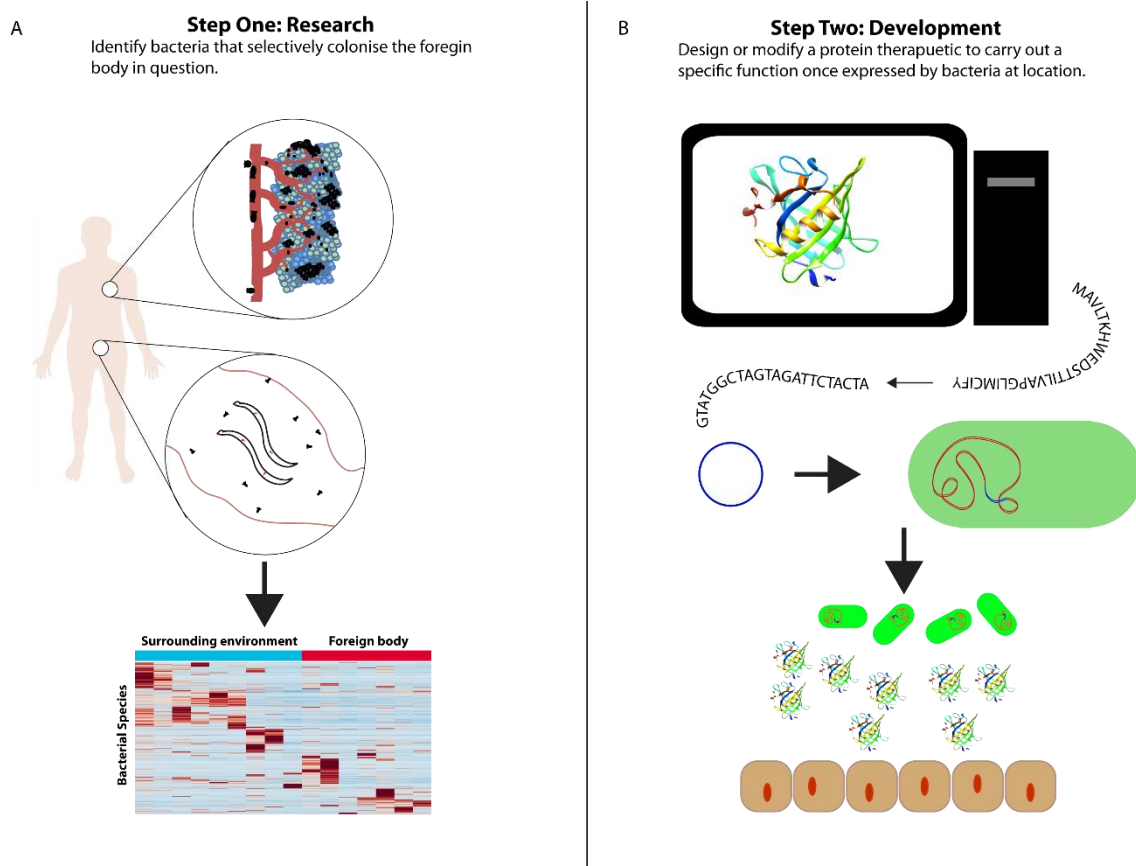 A
Step One: Research
Identify bacteria that selectively colonise the foregin
body in question.
Surrounding environment
Foreign body
Bacterial Species
B
Step Two: Development
Design or modify a protein therapuetic to carry out a
specific function once expressed by bacteria at location.
MAVLTKHWEDSTTILVAPGLIMCIFY
GTATGGCTAGTAGATTCTACTA